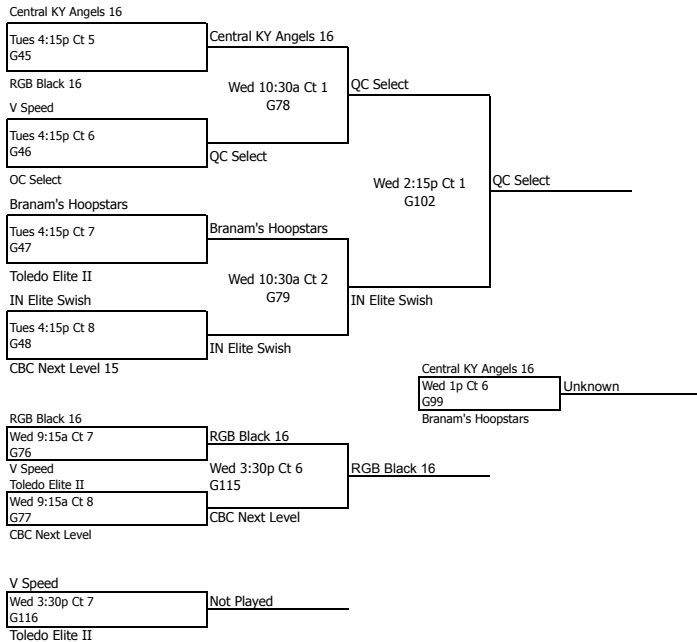 Central KY Angels 16
Tues 4:15p Ct 5
G45
RGB Black 16
V Speed
Tues 4:15p Ct 6
G46
OC Select
Branam's Hoopstars
Tues 4:15p Ct 7
G47
Toledo Elite II
IN Elite Swish
Tues 4:15p Ct 8
G48
CBC Next Level 15
Central KY Angels 16
Wed 10:30a Ct 1
G78
QC Select
Branam's Hoopstars
Wed 10:30a Ct 2
G79
IN Elite Swish
QC Select
Wed 2:15p Ct 1
G102
IN Elite Swish
QC Select
Central KY Angels 16
Wed 1p Ct 6
G99
Branam's Hoopstars
Unknown
RGB Black 16
Wed 9:15a Ct 7
G76
V Speed
Toledo Elite II
Wed 9:15a Ct 8
G77
CBC Next Level
RGB Black 16
Wed 3:30p Ct 6
G115
CBC Next Level
RGB Black 16
V Speed
Wed 3:30p Ct 7
G116
Toledo Elite II
Not Played